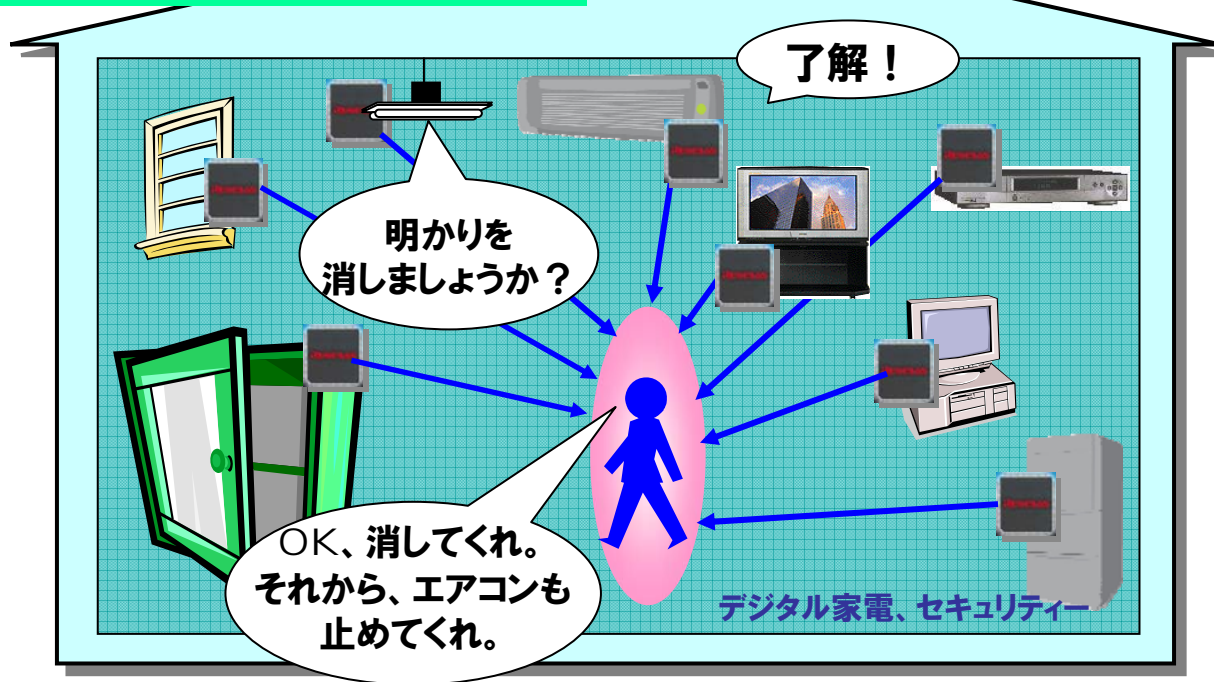 了解！
明かりを
消しましょうか？
OK、消してくれ。
それから、エアコンも
止めてくれ。
デジタル家電、セキュリティー